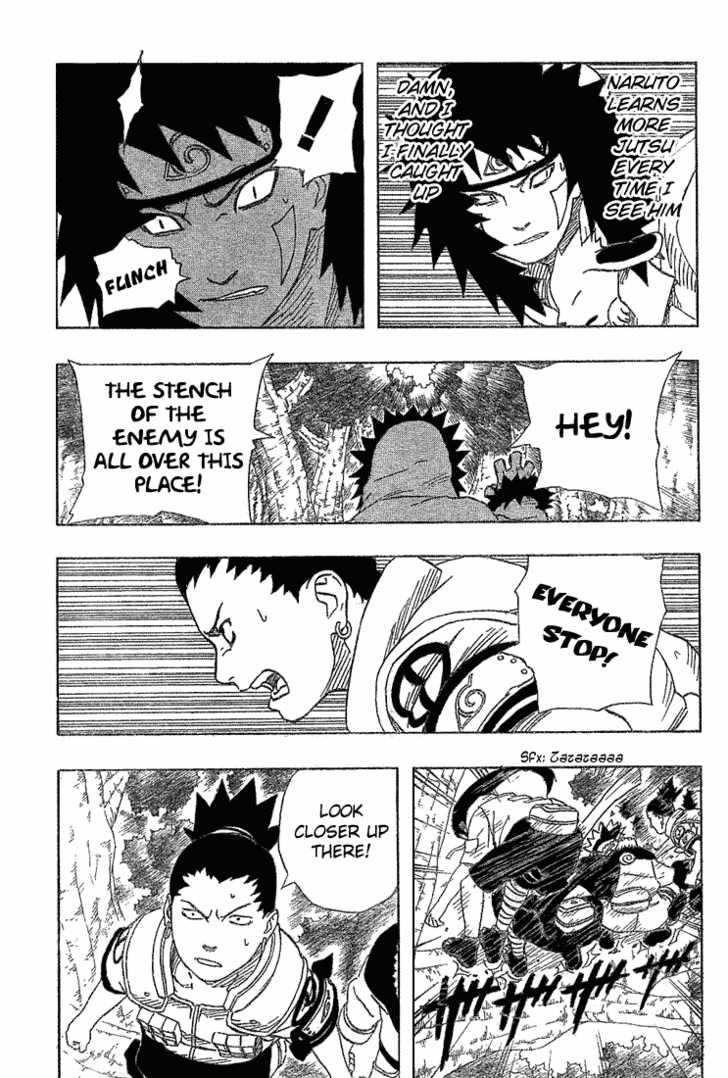 NARUTO
LEARNS
MORE
JUTSU
EVERY
TIME I
SEE HIM
DAMN,
AND I
THOUGHT
I FINALLY
CAUGHT
UP
!
FLINCH
HEY!
THE STENCH
OF THE
ENEMY IS
ALL OVER THIS
PLACE!
EVERYONE
STOP!
Sfx: Zazazaaaa
LOOK
CLOSER UP
THERE!